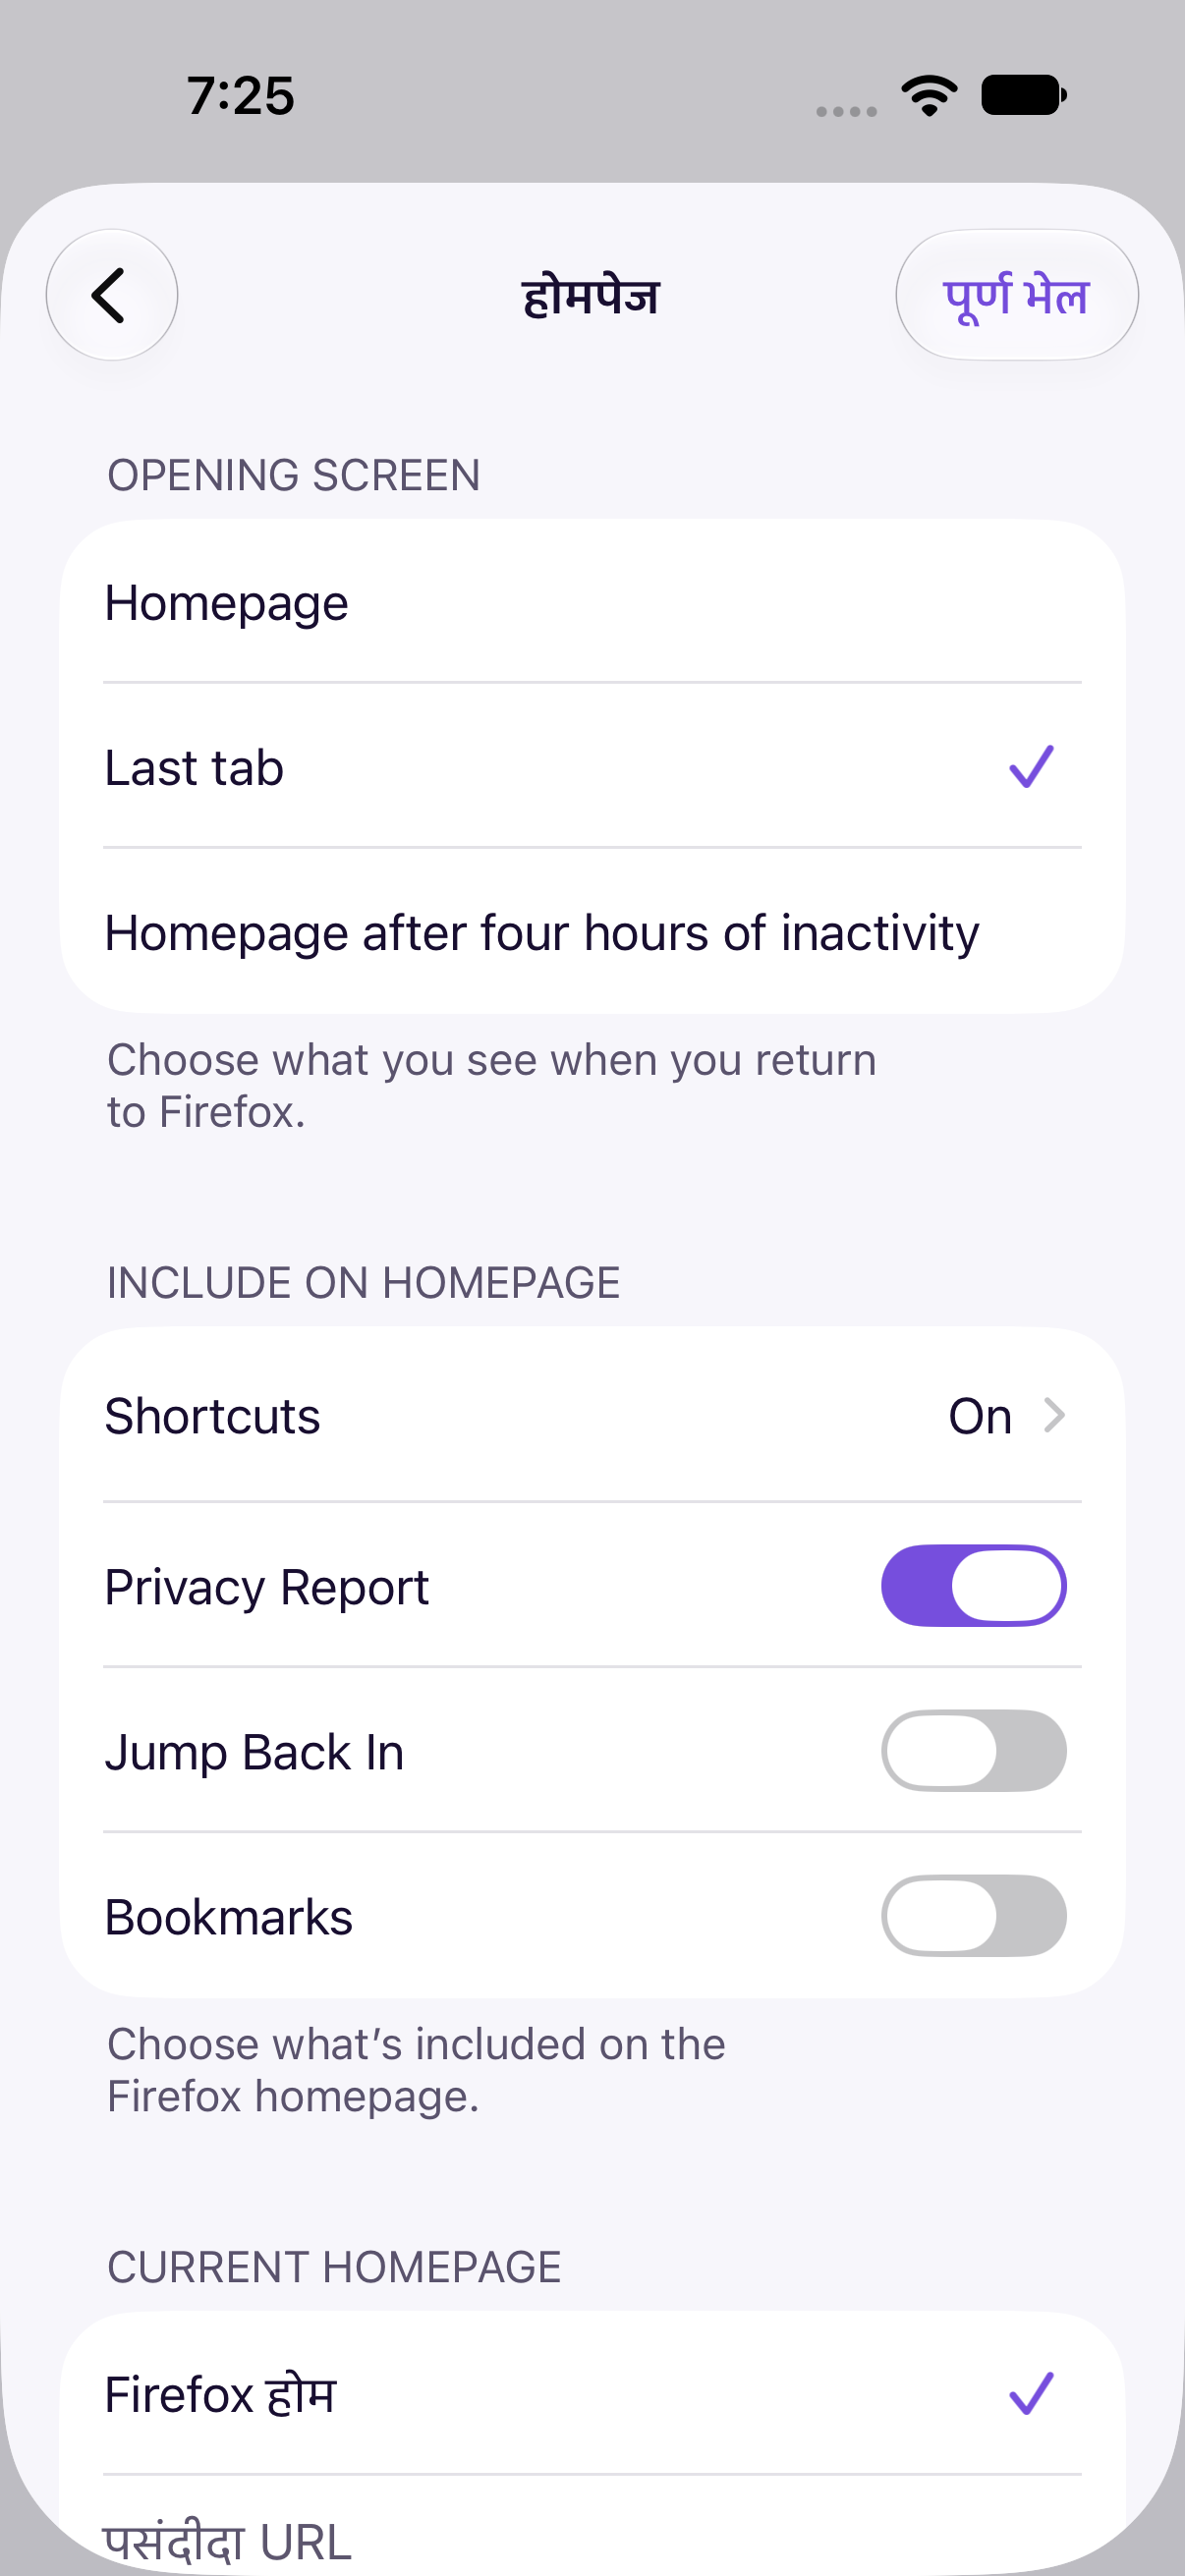 7:25
होमपेज
पूर्ण भेल
OPENING SCREEN
Homepage
Last tab
Homepage after four hours of inactivity
Choose what you see when you return
to Firefox.
INCLUDE ON HOMEPAGE
Shortcuts On
Privacy Report
Jump Back In
Bookmarks
Choose what’s included on the
Firefox homepage.
CURRENT HOMEPAGE
Firefox होम
पसंदीदा URL